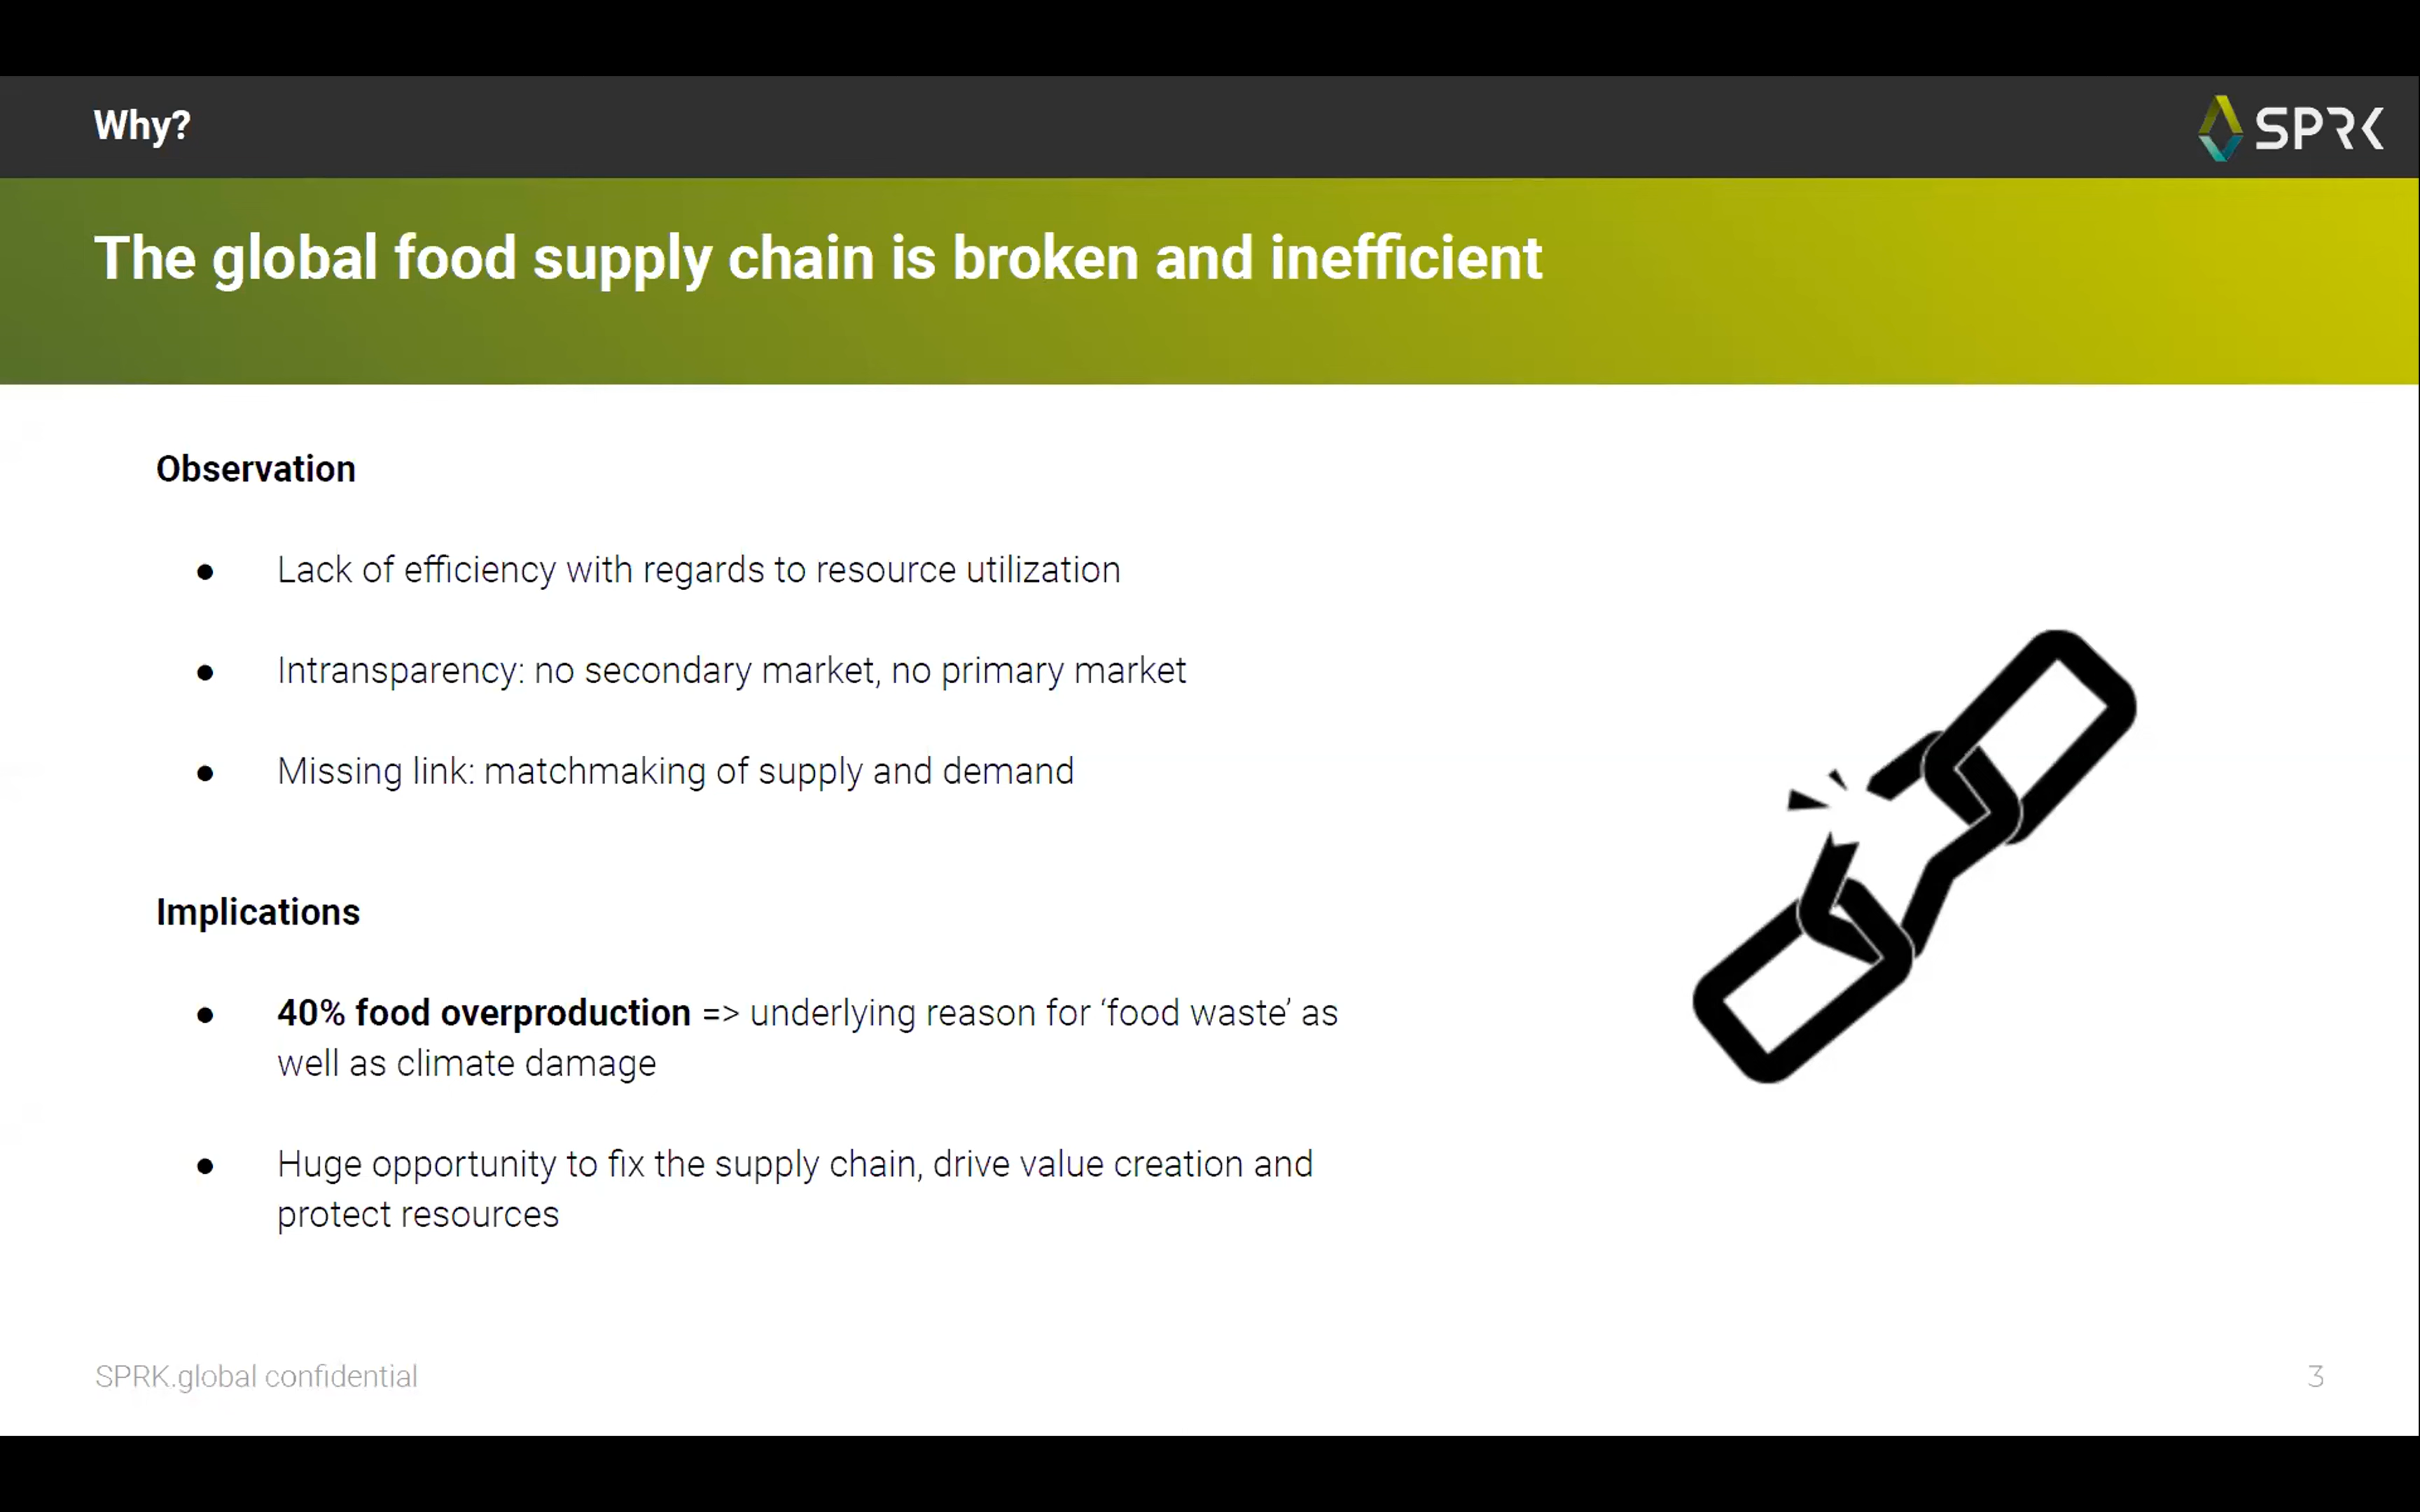 Why?
SPRK
The global food supply chain is broken and inefficient
Observation
● Lack of efficiency with regards to resource utilization
● Intransparency: no secondary market, no primary market
● Missing link: matchmaking of supply and demand
Implications
● 40% food overproduction => underlying reason for ‘food waste’ as
well as climate damage
● Huge opportunity to fix the supply chain, drive value creation and
protect resources
SPRK.global confidential
3